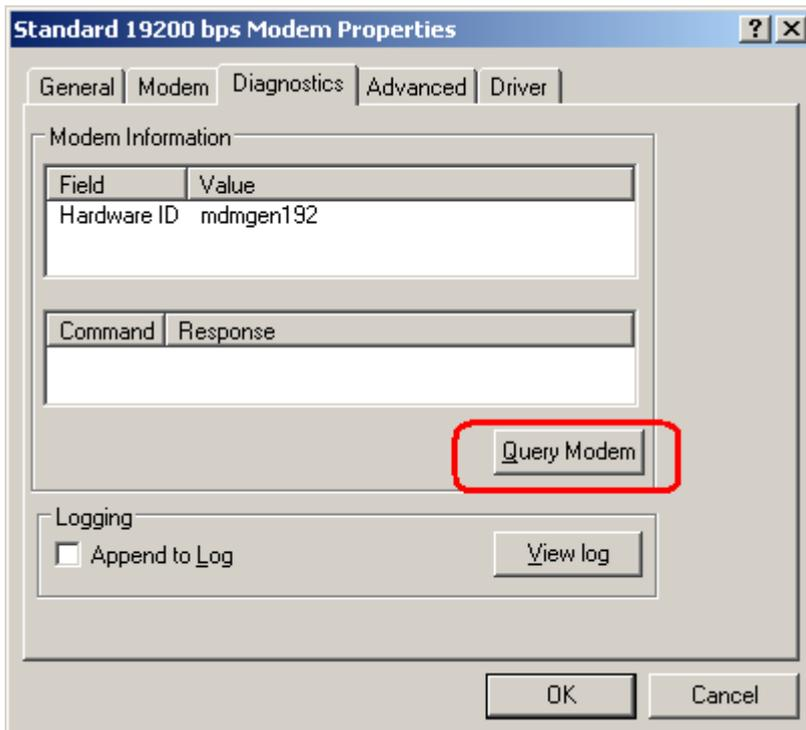 Standard 19200 bps Modem Properties
General Modem Diagnostics Advanced Driver
Modem Information
Field Value
Hardware ID mdmgen192
Command Response
Query Modem
Logging
Append to Log
View log
OK Cancel